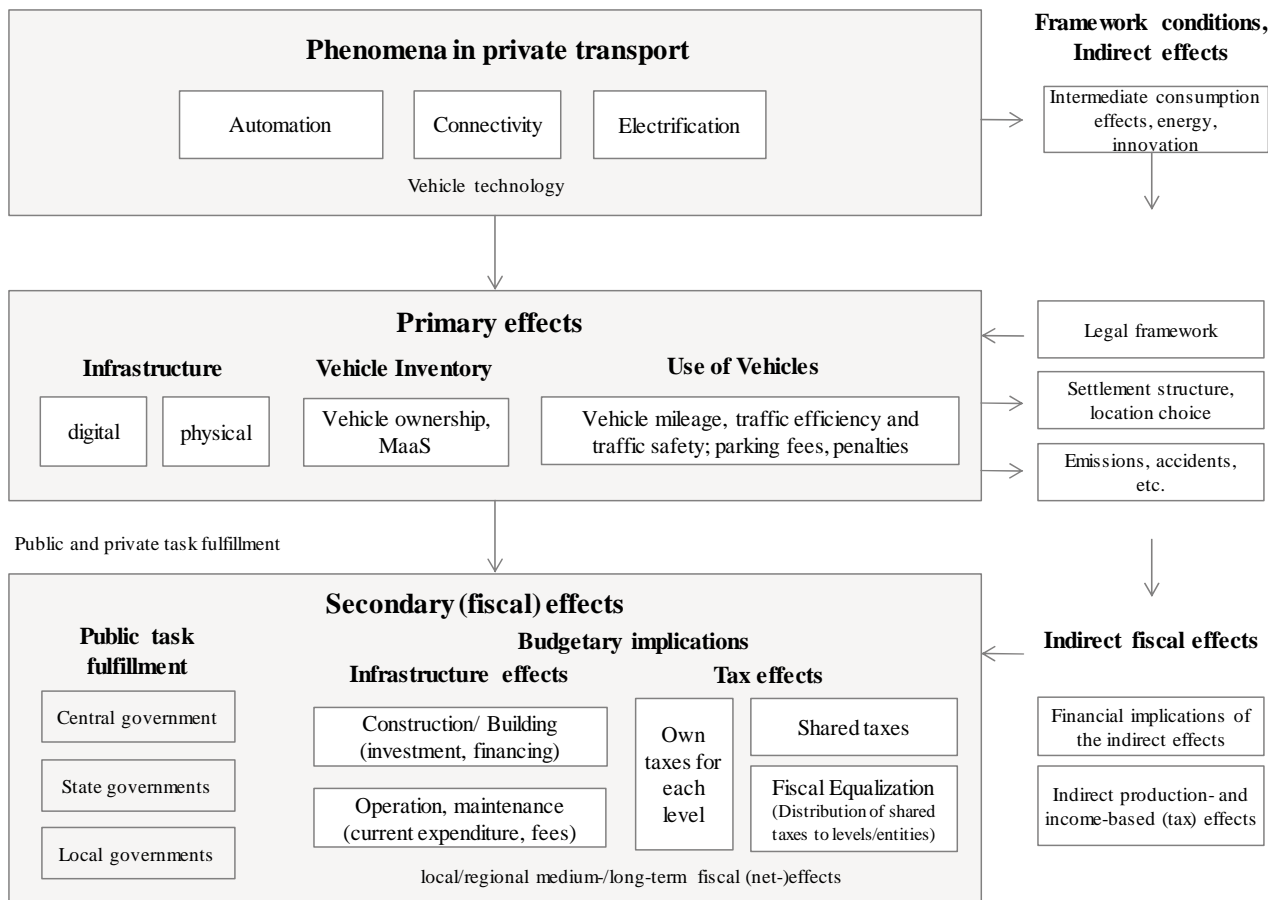 Phenomena in private transport
Automation
Connectivity
Electrification
Vehicle technology
Framework conditions,
Indirect effects
Intermediate consumption
effects, energy,
innovation
Primary effects
Infrastructure
digital
physical
Vehicle Inventory
Vehicle ownership,
MaaS
Use of Vehicles
Vehicle mileage, traffic efficiency and
traffic safety; parking fees, penalties
Legal framework
Settlement structure,
location choice
Emissions, accidents,
etc.
Public and private task fulfillment
Secondary (fiscal) effects
Public task
fulfillment
Central government
State governments
Local governments
Budgetary implications
Infrastructure effects
Construction/ Building
(investment, financing)
Operation, maintenance
(current expenditure, fees)
Tax effects
Own
taxes for
each
level
Shared taxes
Fiscal Equalization
(Distribution of shared
taxes to levels/entities)
local/regional medium-/long-term fiscal (net-)effects
Indirect fiscal effects
Financial implications of
the indirect effects
Indirect production- and
income-based (tax) effects